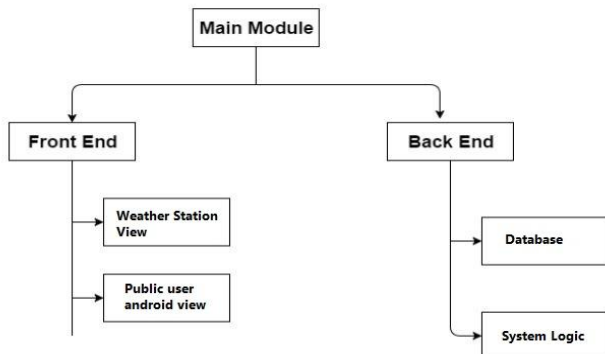 Main Module
Front End
Back End
Weather Station
View
Database
Public user
android view
System Logic